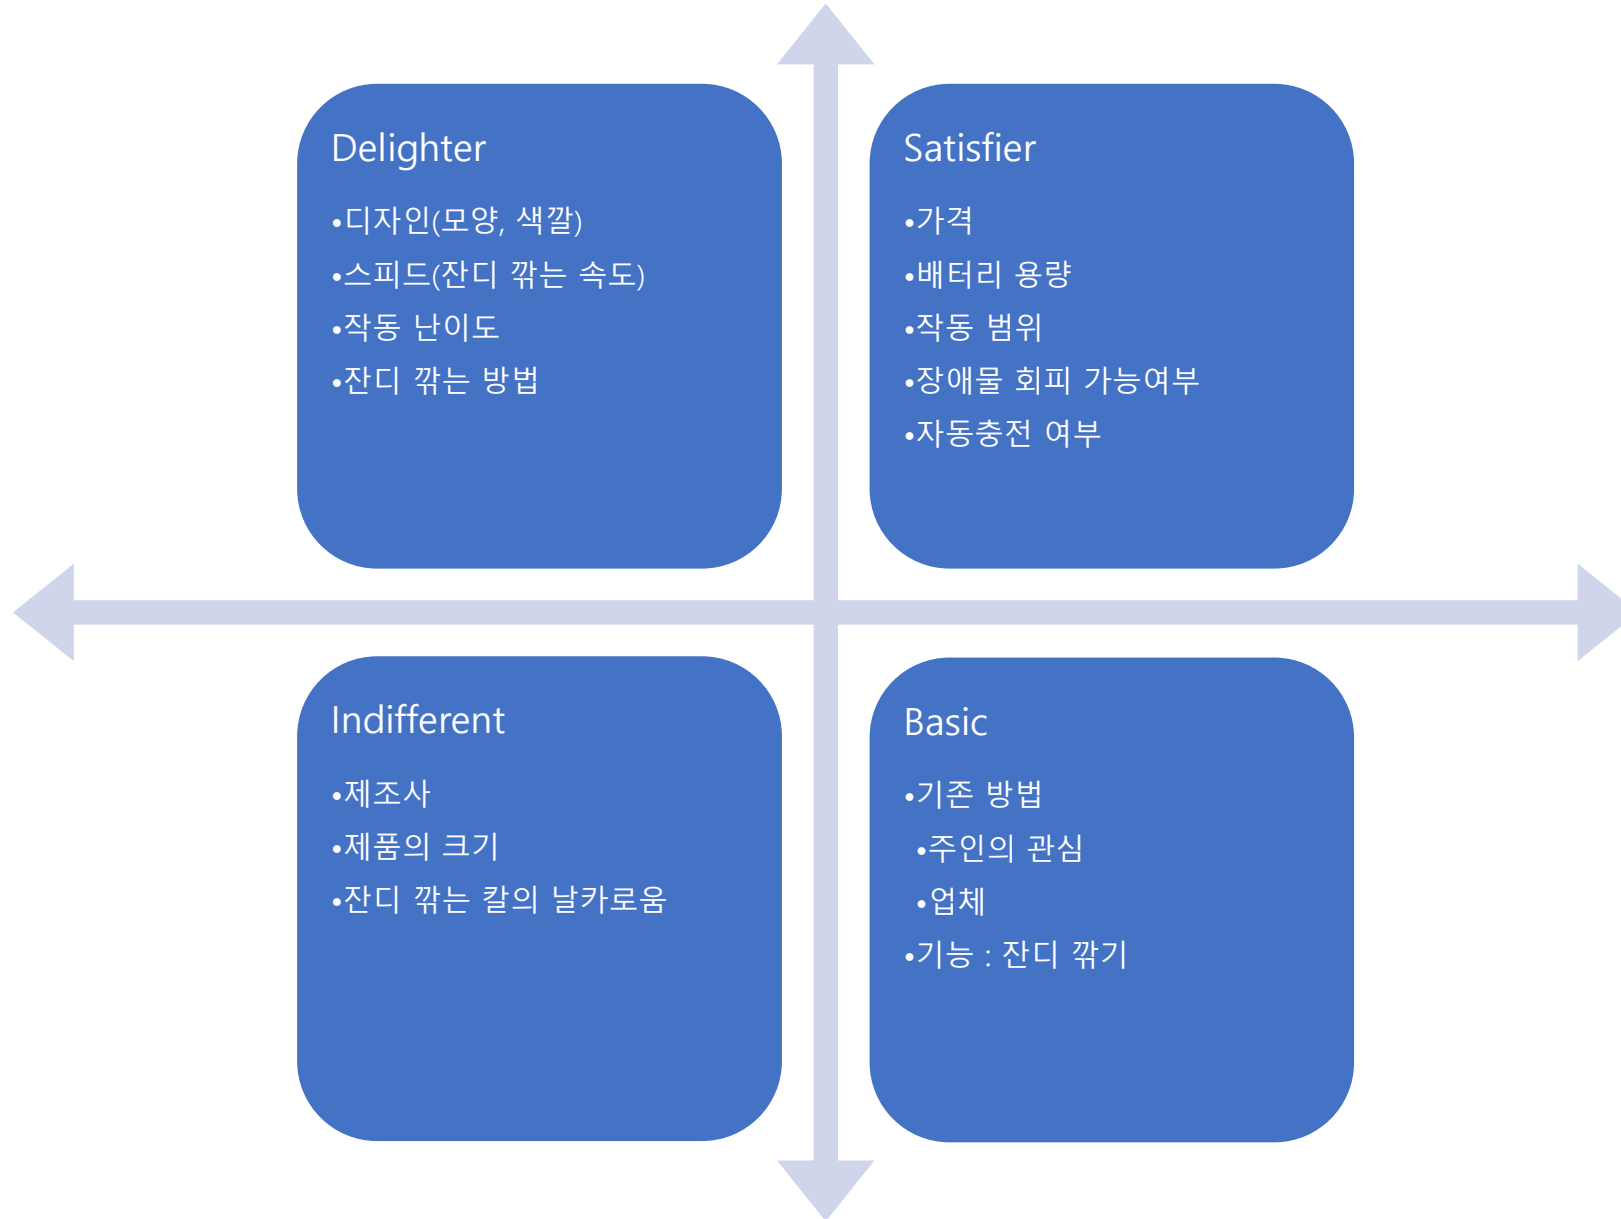 Delighter
•디자인(모양, 색깔)
•스피드(잔디 깎는 속도)
•작동 난이도
•잔디 깎는 방법
Satisfier
•가격
•배터리 용량
•작동 범위
•장애물 회피 가능여부
•자동충전 여부
Indifferent
•제조사
•제품의 크기
•잔디 깎는 칼의 날카로움
Basic
•기존 방법
•주인의 관심
•업체
•기능 : 잔디 깎기